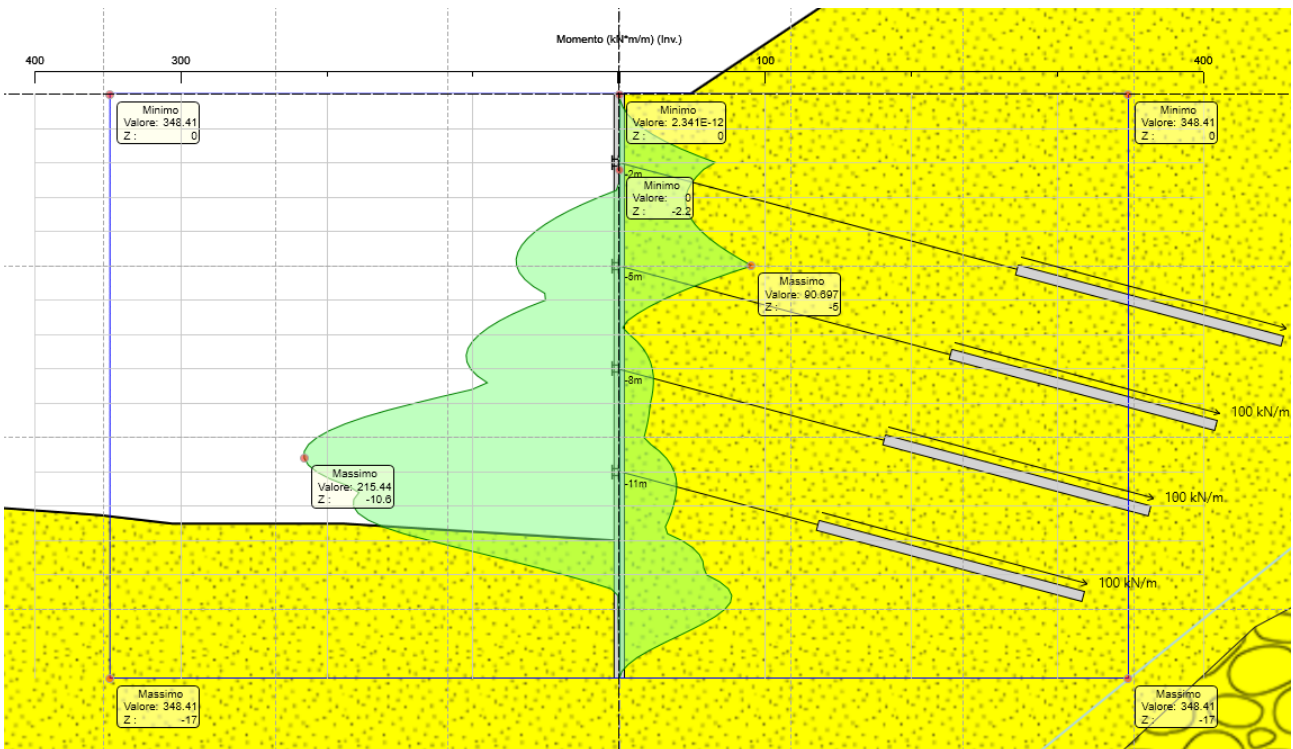 Momento (kN*m/m) (Inv.)
400
300
100
400
Minimo
Valore: 348.41
Z : 0
Minimo
Valore: 2.341E-12
Z : 0
Minimo
Valore: 348.41
Z : 0
-2m
Minimo
Valore: 0
Z : -2.2
-5m
Massimo
Valore: 90.697
Z : -5
-8m
100 kN/m
Massimo
Valore: 215.44
Z : -10.6
-11m
100 kN/m
100 kN/m
Massimo
Valore: 348.41
Z : -17
Massimo
Valore: 348.41
Z : -17